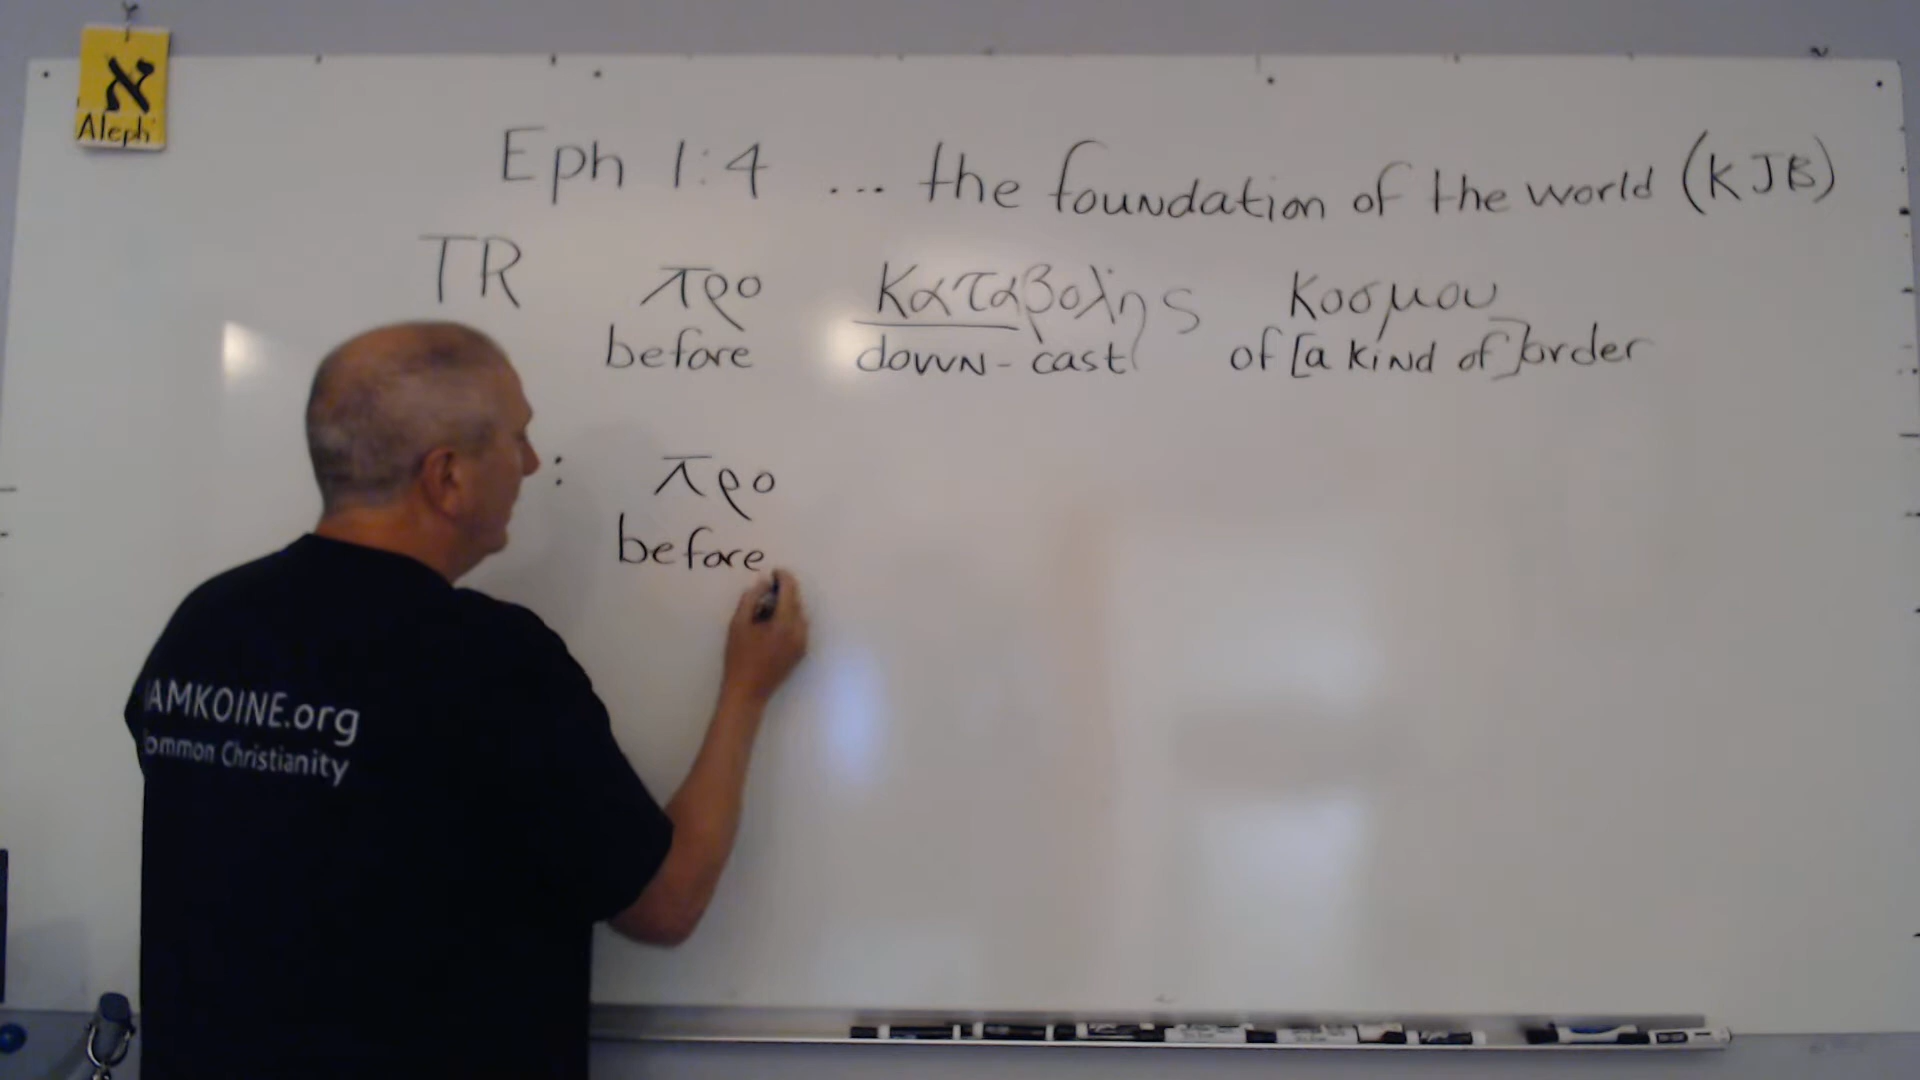 א
Aleph
Eph 1:4 ... the foundation of the world (KJB)
TR προ καταβολης κοσμου
before down-cast of [a kind of] order
: προ
before
IAMKOINE.org
ommon Christianity